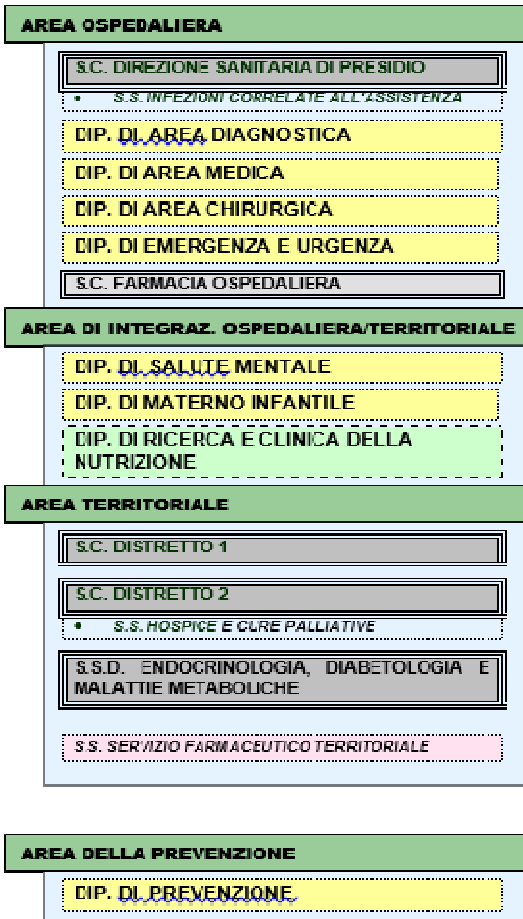 AREA OSPEDALIERA
S.C. DIREZIONE SANITARIA DI PRESIDIO
• S.S. INFEZIONI CORRELATE ALL'ASSISTENZA
DIP. DI AREA DIAGNOSTICA
DIP. DI AREA MEDICA
DIP. DI AREA CHIRURGICA
DIP. DI EMERGENZA E URGENZA
S.C. FARMACIA OSPEDALIERA
AREA DI INTEGRAZ. OSPEDALIERA/TERRITORIALE
DIP. DI SALUTE MENTALE
DIP. DI MATERNO INFANTILE
DIP. DI RICERCA E CLINICA DELLA
NUTRIZIONE
AREA TERRITORIALE
S.C. DISTRETTO 1
S.C. DISTRETTO 2
• S.S. HOSPICE E CURE PALLIATIVE
S.S.D. ENDOCRINOLOGIA, DIABETOLOGIA E
MALATTIE METABOLICHE
S.S. SERVIZIO FARMACEUTICO TERRITORIALE
AREA DELLA PREVENZIONE
DIP. DI PREVENZIONE